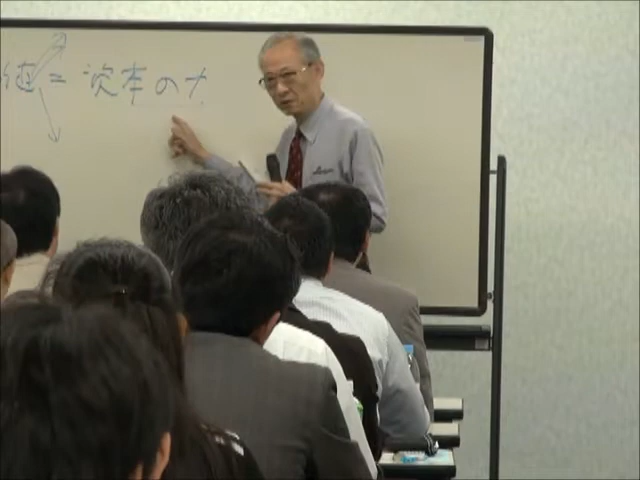 値 = 資本の力